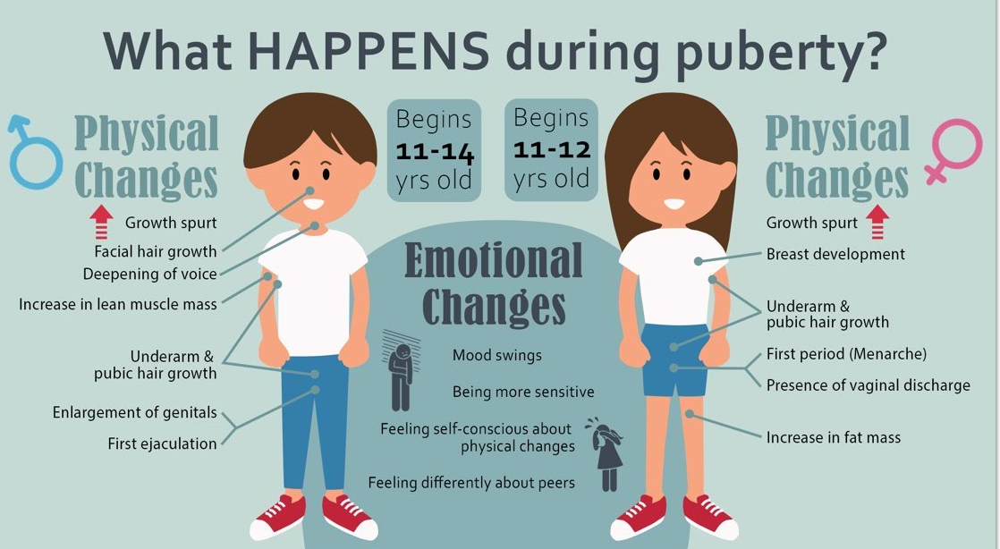 What HAPPENS during puberty?
Physical
Changes
Growth spurt
Facial hair growth
Deepening of voice
Increase in lean muscle mass
Underarm &
pubic hair growth
Enlargement of genitals
First ejaculation
Begins
11-14
yrs old
Begins
11-12
yrs old
Emotional
Changes
Mood swings
Being more sensitive
Feeling self-conscious about
physical changes
Feeling differently about peers
Physical
Changes
Growth spurt
Breast development
Underarm &
pubic hair growth
First period (Menarche)
Presence of vaginal discharge
Increase in fat mass